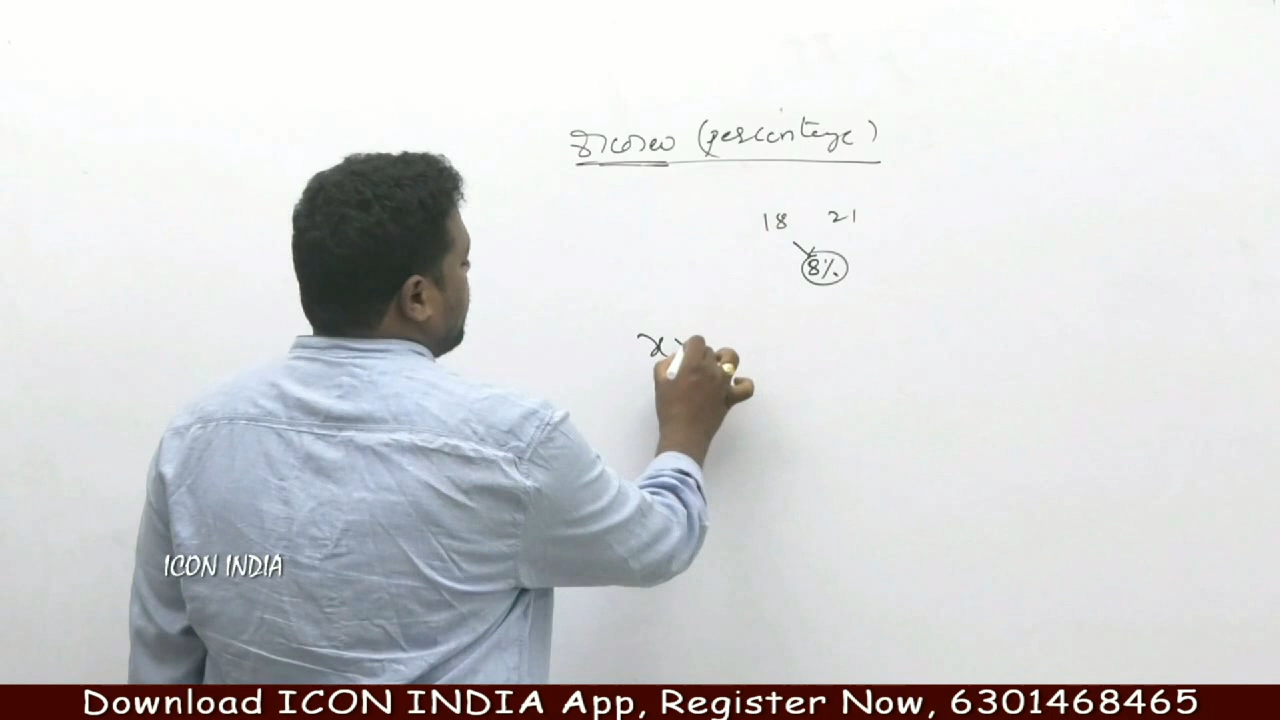 శాతాలు (percentage)
18 21
8%
x
ICON INDIA
Download ICON INDIA App, Register Now, 6301468465